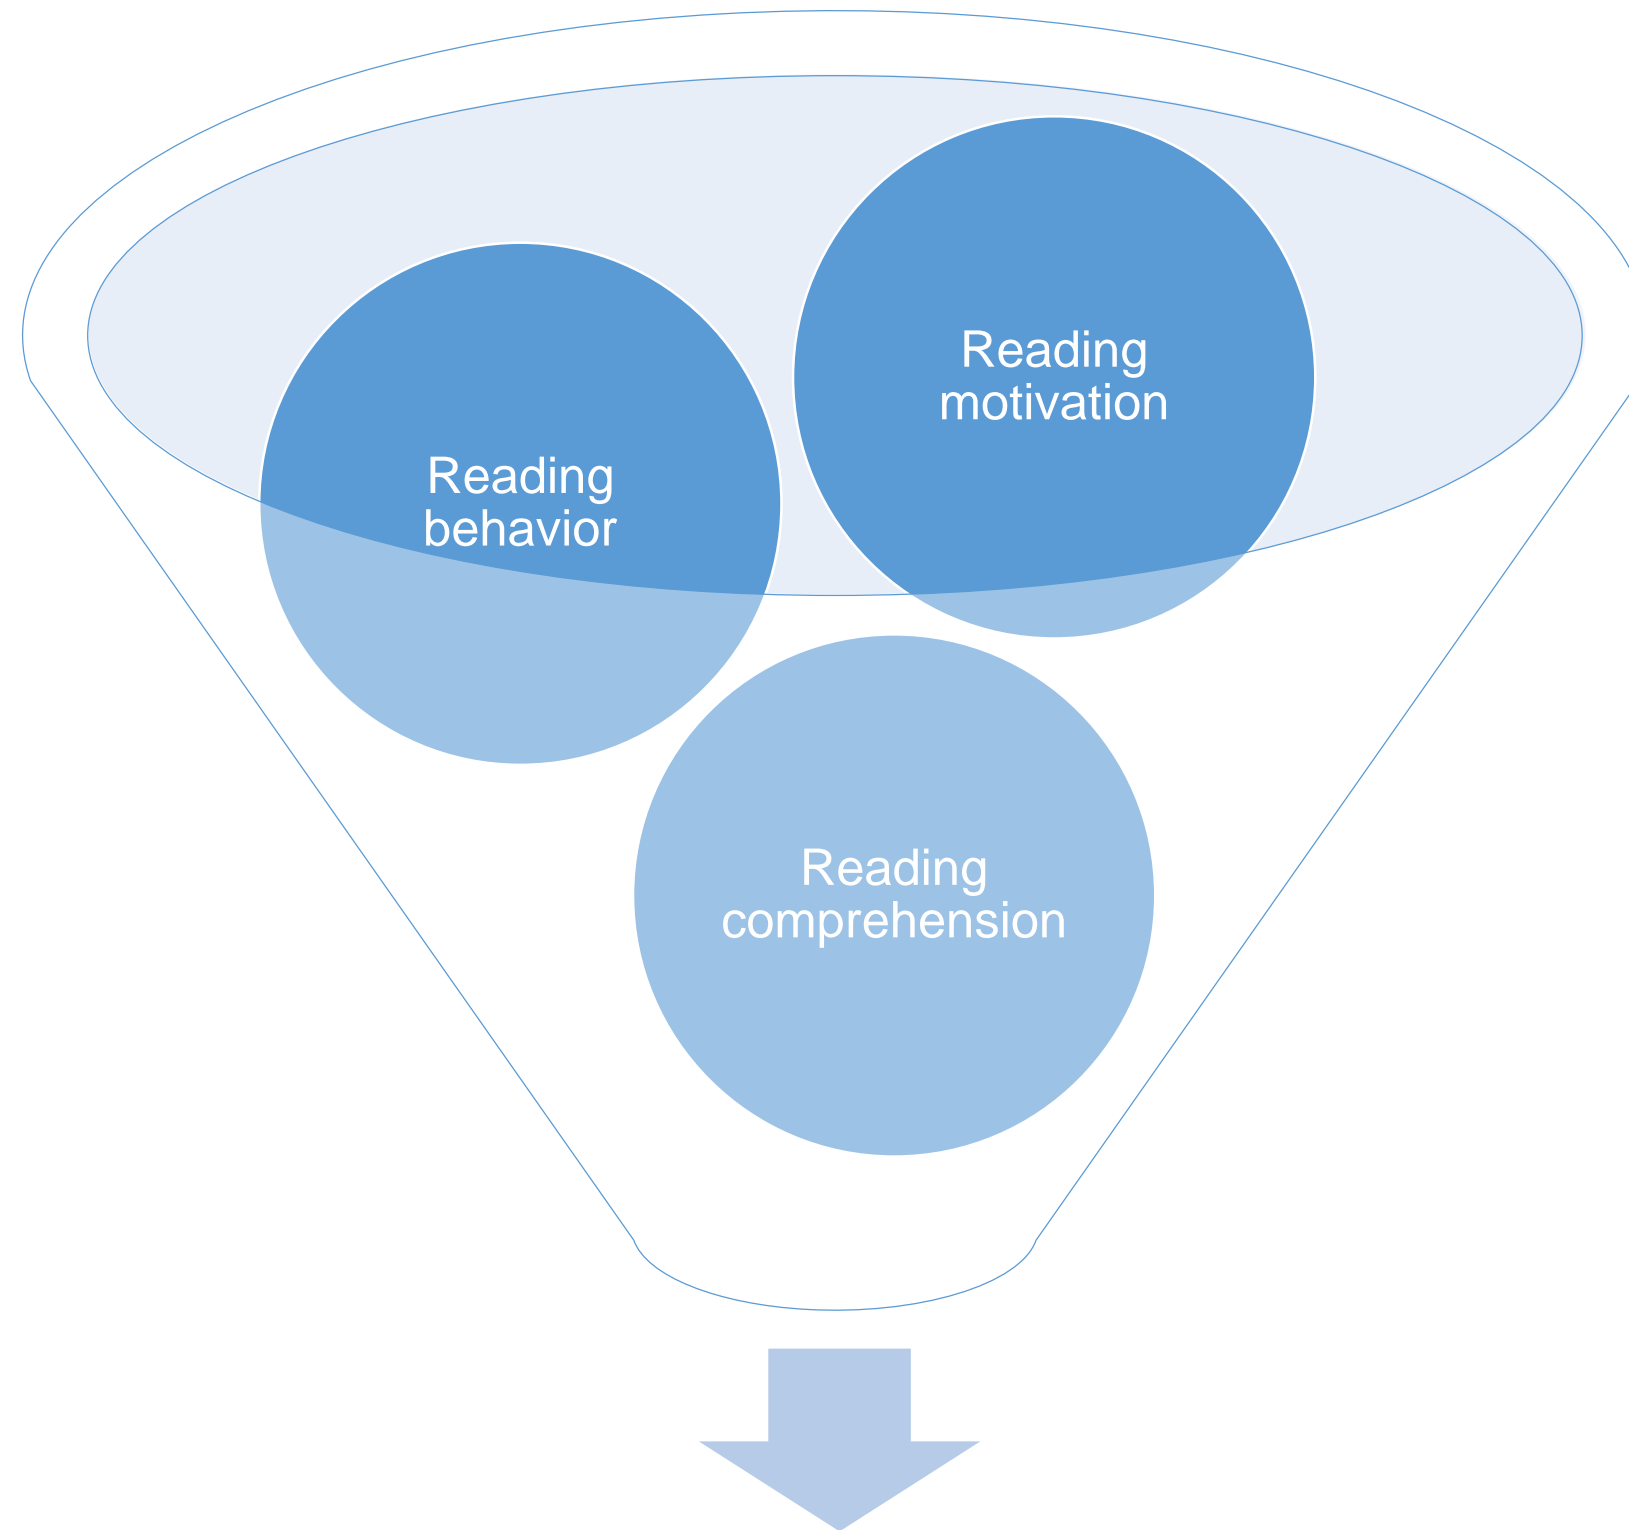 Reading
motivation
Reading
behavior
Reading
comprehension